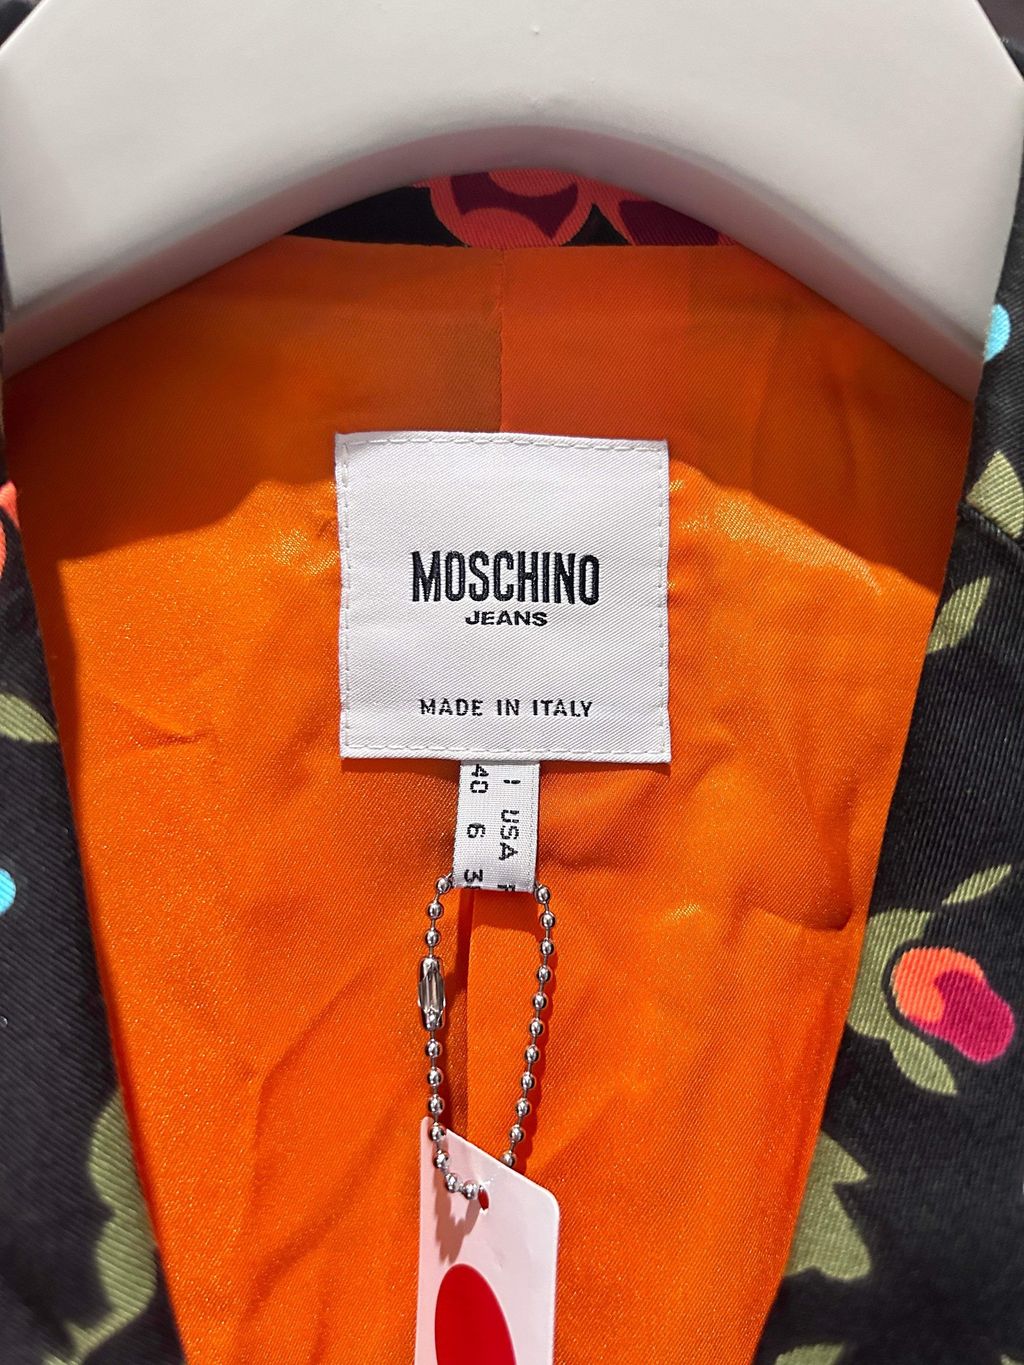 MOSCHINO
JEANS
MADE IN ITALY
I USA
40 6